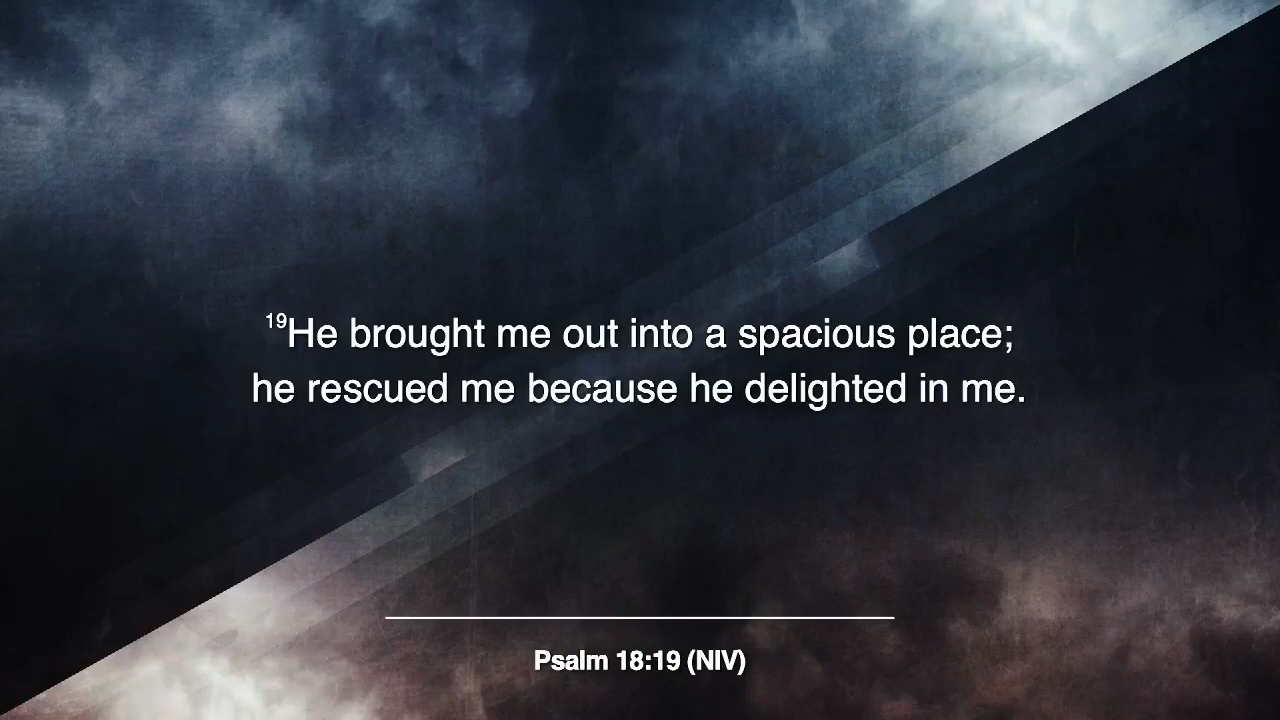 19He brought me out into a spacious place;
he rescued me because he delighted in me.
Psalm 18:19 (NIV)